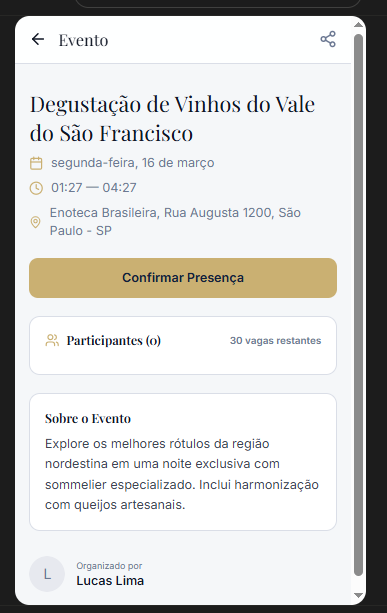 Evento
Degustação de Vinhos do Vale
do São Francisco
segunda-feira, 16 de março
01:27 — 04:27
Enoteca Brasileira, Rua Augusta 1200, São
Paulo - SP
Confirmar Presença
Participantes (0)
30 vagas restantes
Sobre o Evento
Explore os melhores rótulos da região
nordestina em uma noite exclusiva com
sommelier especializado. Inclui harmonização
com queijos artesanais.
L
Organizado por
Lucas Lima